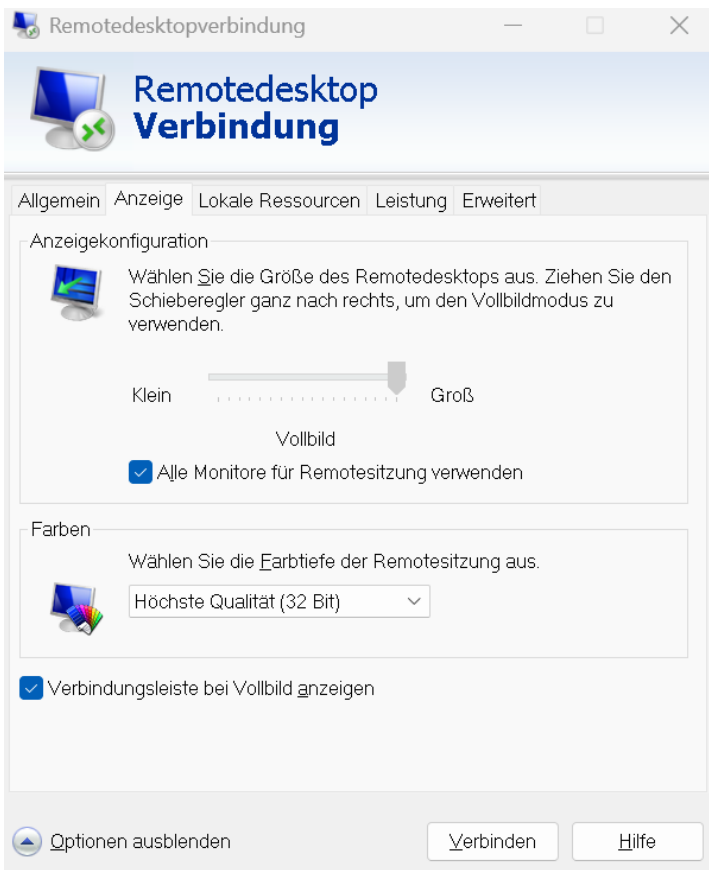 Remotedesktopverbindung
Remotedesktop
Verbindung
Allgemein Anzeige Lokale Ressourcen Leistung Erweitert
Anzeigekonfiguration
Wählen Sie die Größe des Remotedesktops aus. Ziehen Sie den
Schieberegler ganz nach rechts, um den Vollbildmodus zu
verwenden.
Klein Groß
Vollbild
Alle Monitore für Remotesitzung verwenden
Farben
Wählen Sie die Farbtiefe der Remotesitzung aus.
Höchste Qualität (32 Bit)
Verbindungsleiste bei Vollbild anzeigen
Optionen ausblenden Verbinden Hilfe